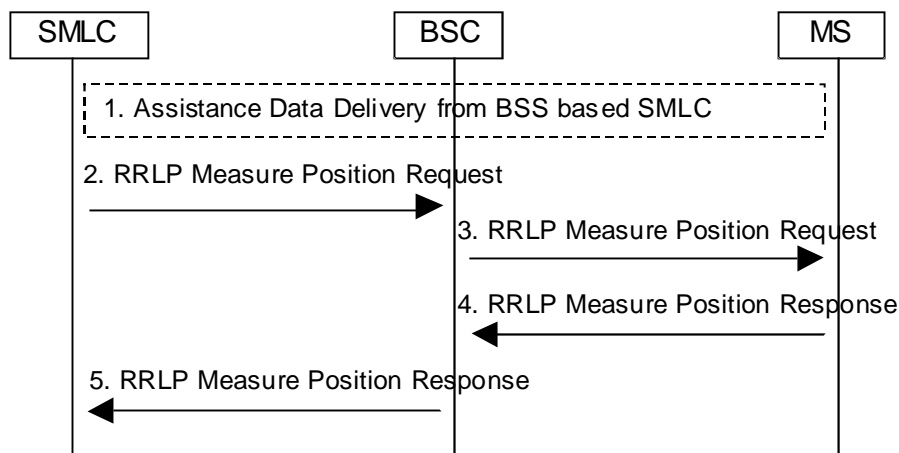 SMLC
BSC
MS
1. Assistance Data Delivery from BSS based SMLC
2. RRLP Measure Position Request
3. RRLP Measure Position Request
4. RRLP Measure Position Response
5. RRLP Measure Position Response